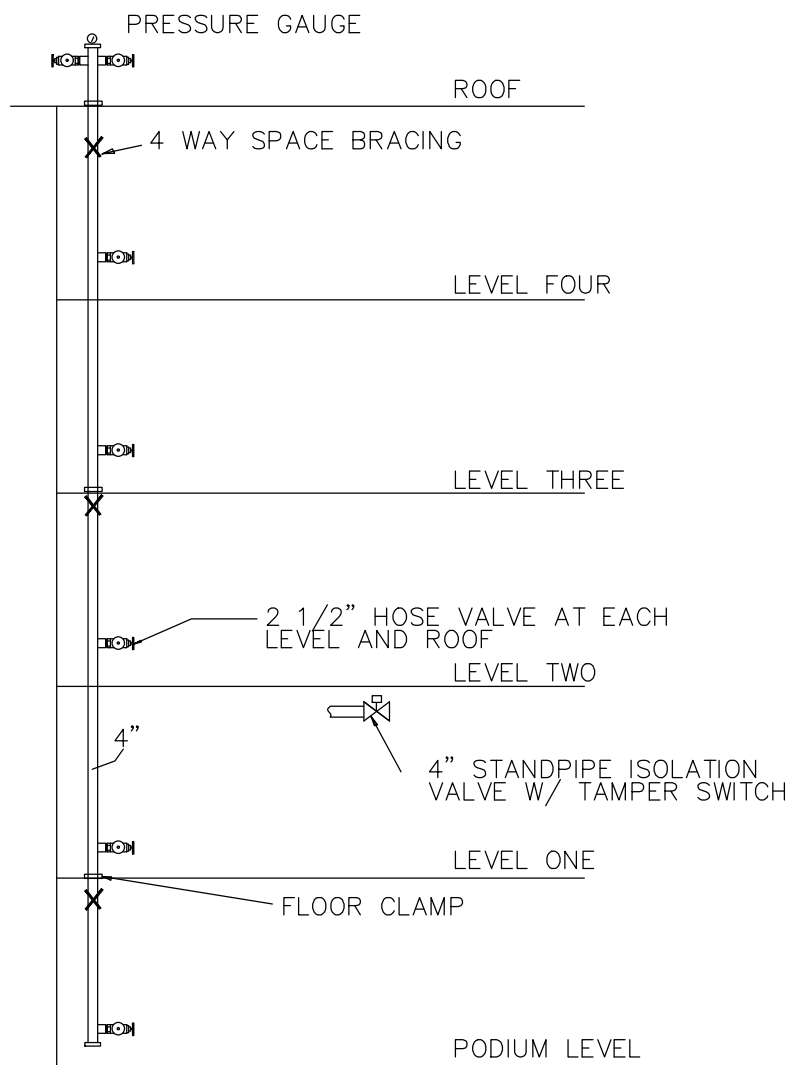 PRESSURE GAUGE
ROOF
4 WAY SPACE BRACING
LEVEL FOUR
LEVEL THREE
2 1/2” HOSE VALVE AT EACH
LEVEL AND ROOF
LEVEL TWO
4”
4” STANDPIPE ISOLATION
VALVE W/ TAMPER SWITCH
LEVEL ONE
FLOOR CLAMP
PODIUM LEVEL